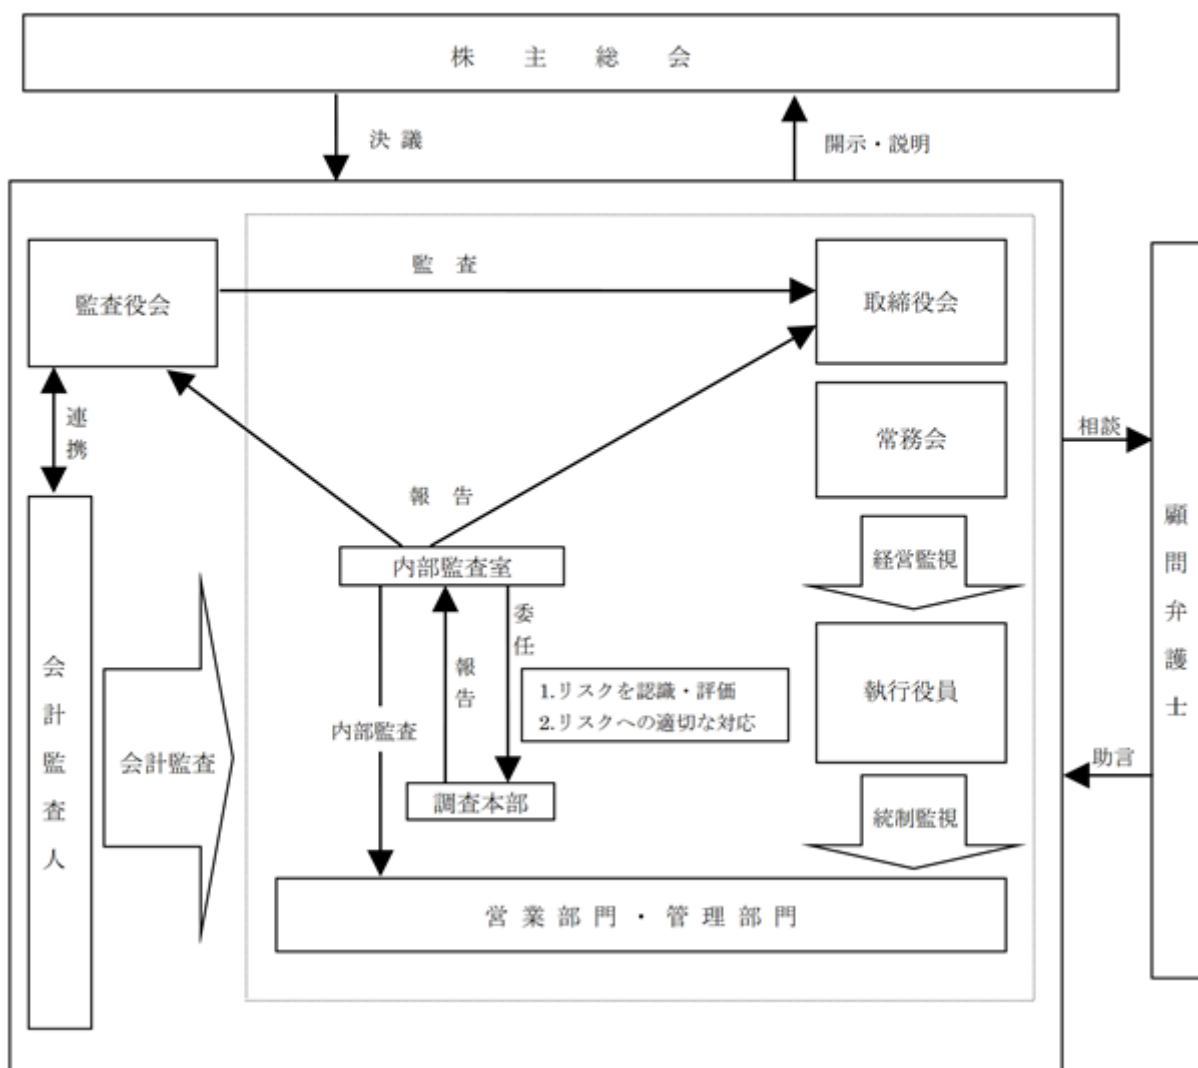 株主総会
決議
開示・説明
監査役会
監査
取締役会
連携
常務会
相談
報告
内部監査室
経営監視
顧問弁護士
委任
報告
会計監査人
1.リスクを認識・評価
2.リスクへの適切な対応
執行役員
内部監査
会計監査
助言
調査本部
統制監視
営業部門・管理部門